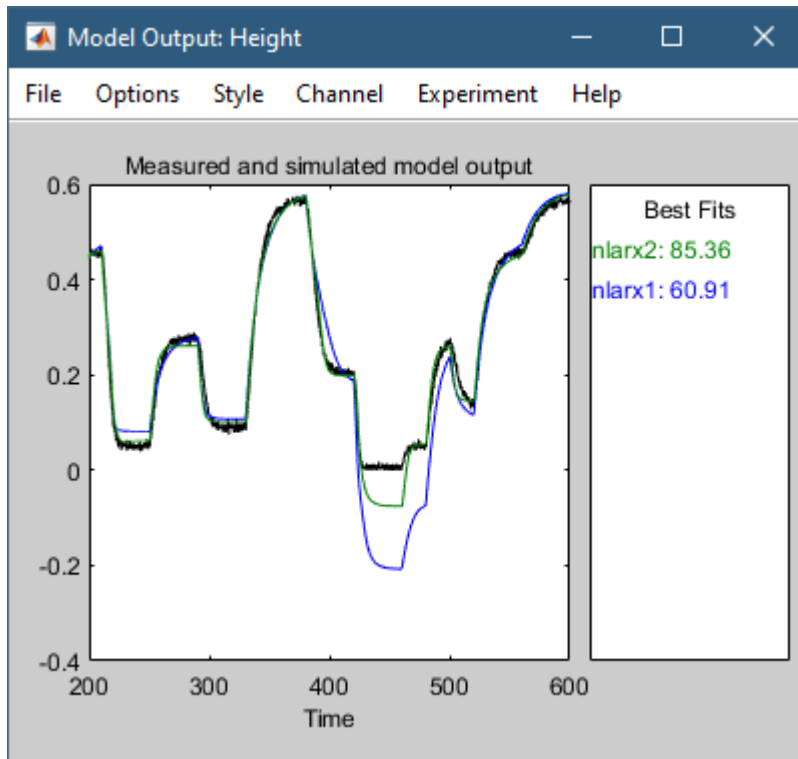 Model Output: Height
File Options Style Channel Experiment Help
Measured and simulated model output
0.6
0.4
0.2
0
-0.2
-0.4
200 300 400 500 600
Time
Best Fits
nlarx2: 85.36
nlarx1: 60.91